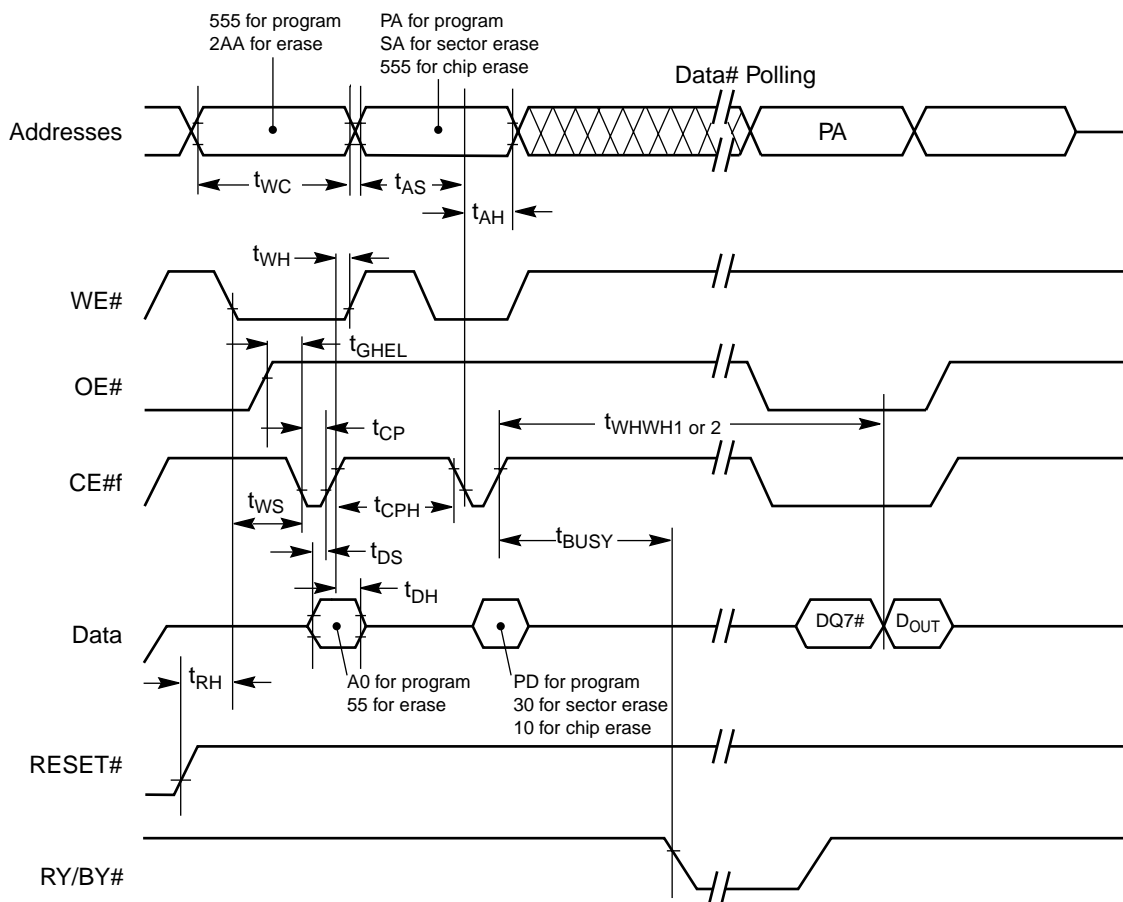 555 for program
2AA for erase
PA for program
SA for sector erase
555 for chip erase
Data# Polling
Addresses
PA
tWC
tAS
tAH
tWH
WE#
tGHEL
OE#
tCP
tWHWH1 or 2
CE#f
tWS
tCPH
tBUSY
tDS
tDH
Data
DQ7#
DOUT
tRH
A0 for program
55 for erase
PD for program
30 for sector erase
10 for chip erase
RESET#
RY/BY#